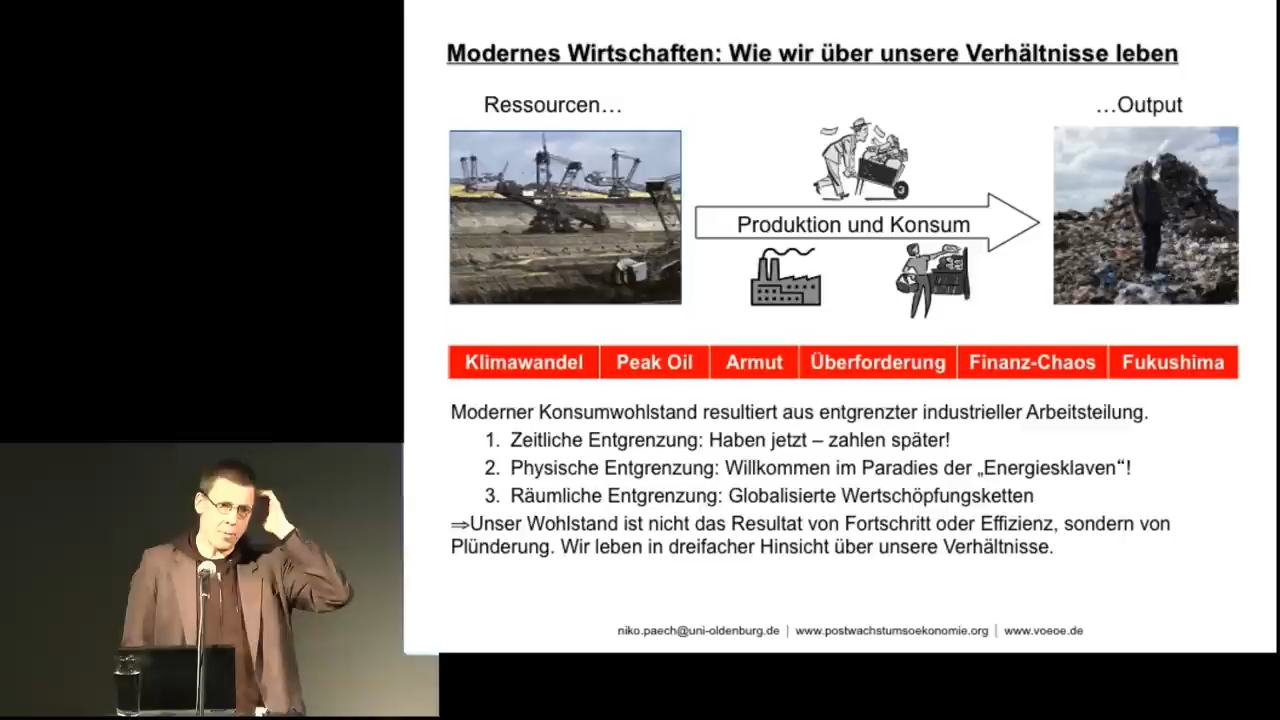 Modernes Wirtschaften: Wie wir über unsere Verhältnisse leben
Ressourcen…
…Output
Produktion und Konsum
Klimawandel
Peak Oil
Armut
Überforderung
Finanz-Chaos
Fukushima
Moderner Konsumwohlstand resultiert aus entgrenzter industrieller Arbeitsteilung.
1. Zeitliche Entgrenzung: Haben jetzt – zahlen später!
2. Physische Entgrenzung: Willkommen im Paradies der „Energiesklaven“!
3. Räumliche Entgrenzung: Globalisierte Wertschöpfungsketten
⇒Unser Wohlstand ist nicht das Resultat von Fortschritt oder Effizienz, sondern von
Plünderung. Wir leben in dreifacher Hinsicht über unsere Verhältnisse.
niko.paech@uni-oldenburg.de │ www.postwachstumsoekonomie.org │ www.voeoe.de